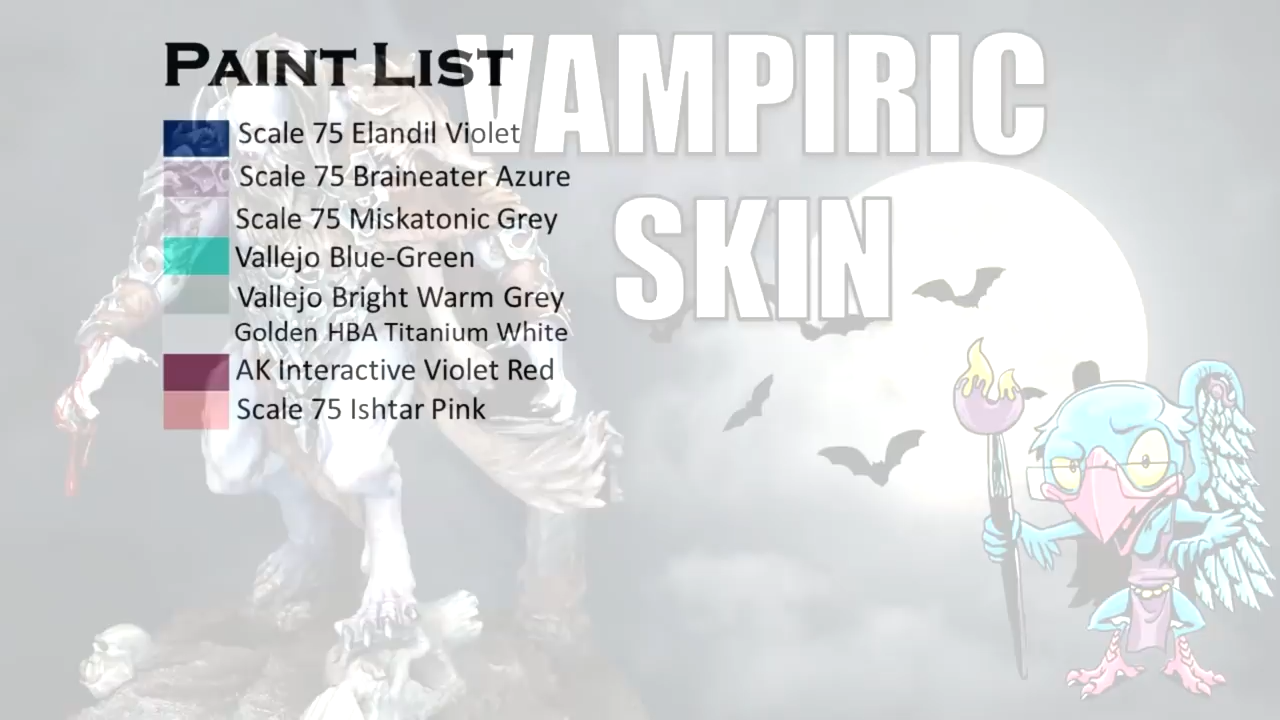 PAINT LIST
Scale 75 Elandil Violet
Scale 75 Braineater Azure
Scale 75 Miskatonic Grey
Vallejo Blue-Green
Vallejo Bright Warm Grey
Golden HBA Titanium White
AK Interactive Violet Red
Scale 75 Ishtar Pink
VAMPIRIC
SKIN